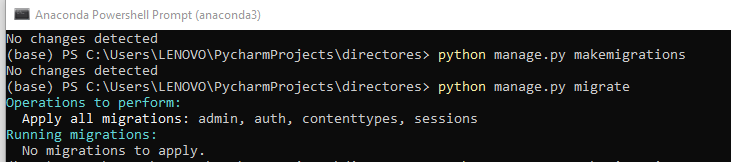 Anaconda Powershell Prompt (anaconda3)
No changes detected
(base) PS C:\Users\LENOVO\PycharmProjects\directores> python manage.py makemigrations
No changes detected
(base) PS C:\Users\LENOVO\PycharmProjects\directores> python manage.py migrate
Operations to perform:
  Apply all migrations: admin, auth, contenttypes, sessions
Running migrations:
  No migrations to apply.